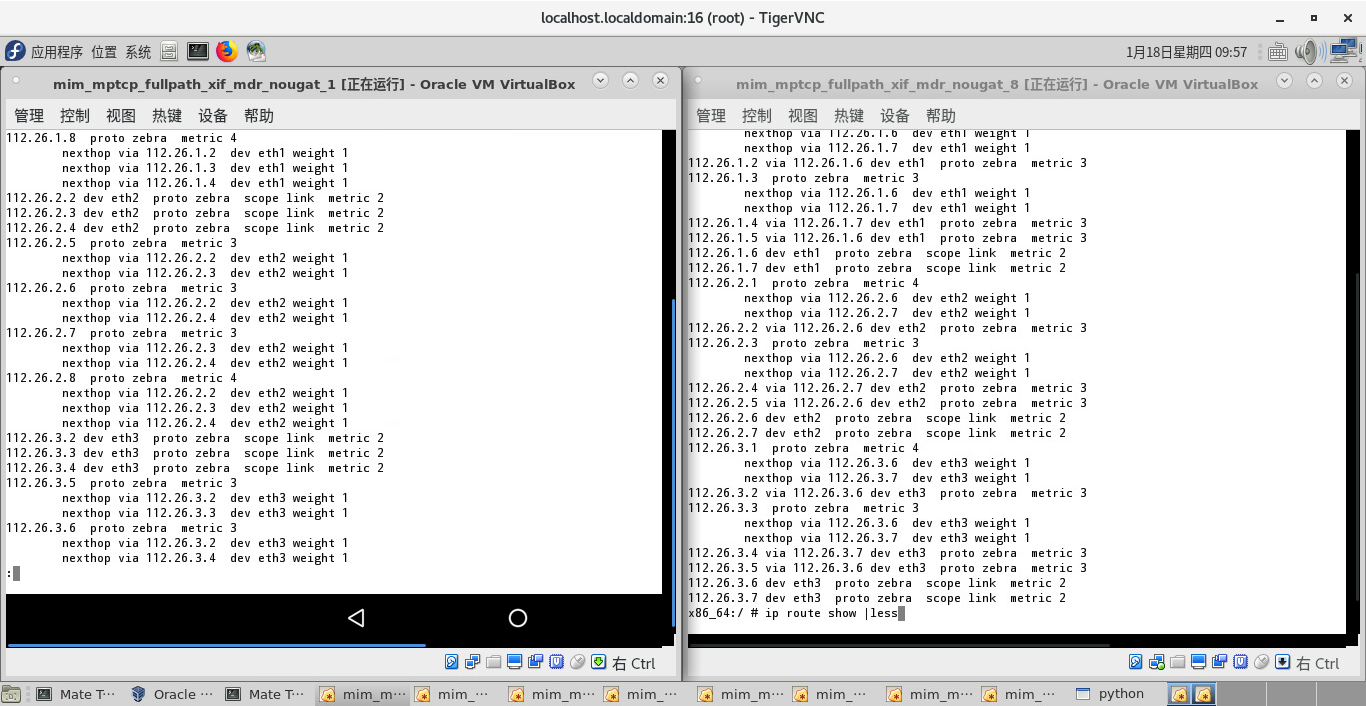 localhost.localdomain:16 (root) - TigerVNC
应用程序 位置 系统
1月18日星期四 09:57
mim_mptcp_fullpath_xif_mdr_nougat_1 [正在运行] - Oracle VM VirtualBox
管理 控制 视图 热键 设备 帮助
112.26.1.8  proto zebra  metric 4
        nexthop via 112.26.1.2  dev eth1 weight 1
        nexthop via 112.26.1.3  dev eth1 weight 1
        nexthop via 112.26.1.4  dev eth1 weight 1
112.26.2.2 dev eth2  proto zebra  scope link  metric 2
112.26.2.3 dev eth2  proto zebra  scope link  metric 2
112.26.2.4 dev eth2  proto zebra  scope link  metric 2
112.26.2.5  proto zebra  metric 3
        nexthop via 112.26.2.2  dev eth2 weight 1
        nexthop via 112.26.2.3  dev eth2 weight 1
112.26.2.6  proto zebra  metric 3
        nexthop via 112.26.2.2  dev eth2 weight 1
        nexthop via 112.26.2.4  dev eth2 weight 1
112.26.2.7  proto zebra  metric 3
        nexthop via 112.26.2.3  dev eth2 weight 1
        nexthop via 112.26.2.4  dev eth2 weight 1
112.26.2.8  proto zebra  metric 4
        nexthop via 112.26.2.2  dev eth2 weight 1
        nexthop via 112.26.2.3  dev eth2 weight 1
        nexthop via 112.26.2.4  dev eth2 weight 1
112.26.3.2 dev eth3  proto zebra  scope link  metric 2
112.26.3.3 dev eth3  proto zebra  scope link  metric 2
112.26.3.4 dev eth3  proto zebra  scope link  metric 2
112.26.3.5  proto zebra  metric 3
        nexthop via 112.26.3.2  dev eth3 weight 1
        nexthop via 112.26.3.3  dev eth3 weight 1
112.26.3.6  proto zebra  metric 3
        nexthop via 112.26.3.2  dev eth3 weight 1
        nexthop via 112.26.3.4  dev eth3 weight 1
:
右 Ctrl
mim_mptcp_fullpath_xif_mdr_nougat_8 [正在运行] - Oracle VM VirtualBox
管理 控制 视图 热键 设备 帮助
        nexthop via 112.26.1.6  dev eth1 weight 1
        nexthop via 112.26.1.7  dev eth1 weight 1
112.26.1.2 via 112.26.1.6 dev eth1  proto zebra  metric 3
112.26.1.3  proto zebra  metric 3
        nexthop via 112.26.1.6  dev eth1 weight 1
        nexthop via 112.26.1.7  dev eth1 weight 1
112.26.1.4 via 112.26.1.7 dev eth1  proto zebra  metric 3
112.26.1.5 via 112.26.1.6 dev eth1  proto zebra  metric 3
112.26.1.6 dev eth1  proto zebra  scope link  metric 2
112.26.1.7 dev eth1  proto zebra  scope link  metric 2
112.26.2.1  proto zebra  metric 4
        nexthop via 112.26.2.6  dev eth2 weight 1
        nexthop via 112.26.2.7  dev eth2 weight 1
112.26.2.2 via 112.26.2.6 dev eth2  proto zebra  metric 3
112.26.2.3  proto zebra  metric 3
        nexthop via 112.26.2.6  dev eth2 weight 1
        nexthop via 112.26.2.7  dev eth2 weight 1
112.26.2.4 via 112.26.2.7 dev eth2  proto zebra  metric 3
112.26.2.5 via 112.26.2.6 dev eth2  proto zebra  metric 3
112.26.2.6 dev eth2  proto zebra  scope link  metric 2
112.26.2.7 dev eth2  proto zebra  scope link  metric 2
112.26.3.1  proto zebra  metric 4
        nexthop via 112.26.3.6  dev eth3 weight 1
        nexthop via 112.26.3.7  dev eth3 weight 1
112.26.3.2 via 112.26.3.6 dev eth3  proto zebra  metric 3
112.26.3.3  proto zebra  metric 3
        nexthop via 112.26.3.6  dev eth3 weight 1
        nexthop via 112.26.3.7  dev eth3 weight 1
112.26.3.4 via 112.26.3.7 dev eth3  proto zebra  metric 3
112.26.3.5 via 112.26.3.6 dev eth3  proto zebra  metric 3
112.26.3.6 dev eth3  proto zebra  scope link  metric 2
112.26.3.7 dev eth3  proto zebra  scope link  metric 2
x86_64:/ # ip route show |less
右 Ctrl
Mate T··· Oracle ··· Mate T··· mim_m··· mim_··· mim_m··· mim_··· mim_m··· mim_··· mim_m··· mim_··· python